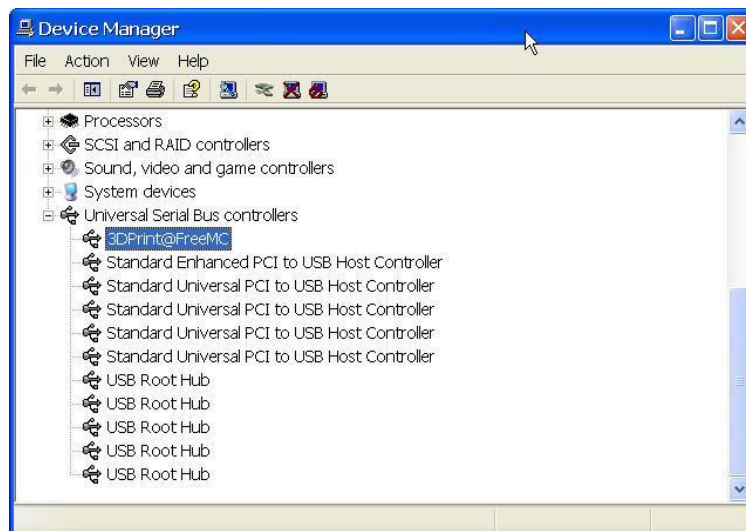 Device Manager
File Action View Help
Processors
SCSI and RAID controllers
Sound, video and game controllers
System devices
Universal Serial Bus controllers
3DPrint@FreeMC
Standard Enhanced PCI to USB Host Controller
Standard Universal PCI to USB Host Controller
Standard Universal PCI to USB Host Controller
Standard Universal PCI to USB Host Controller
Standard Universal PCI to USB Host Controller
USB Root Hub
USB Root Hub
USB Root Hub
USB Root Hub
USB Root Hub